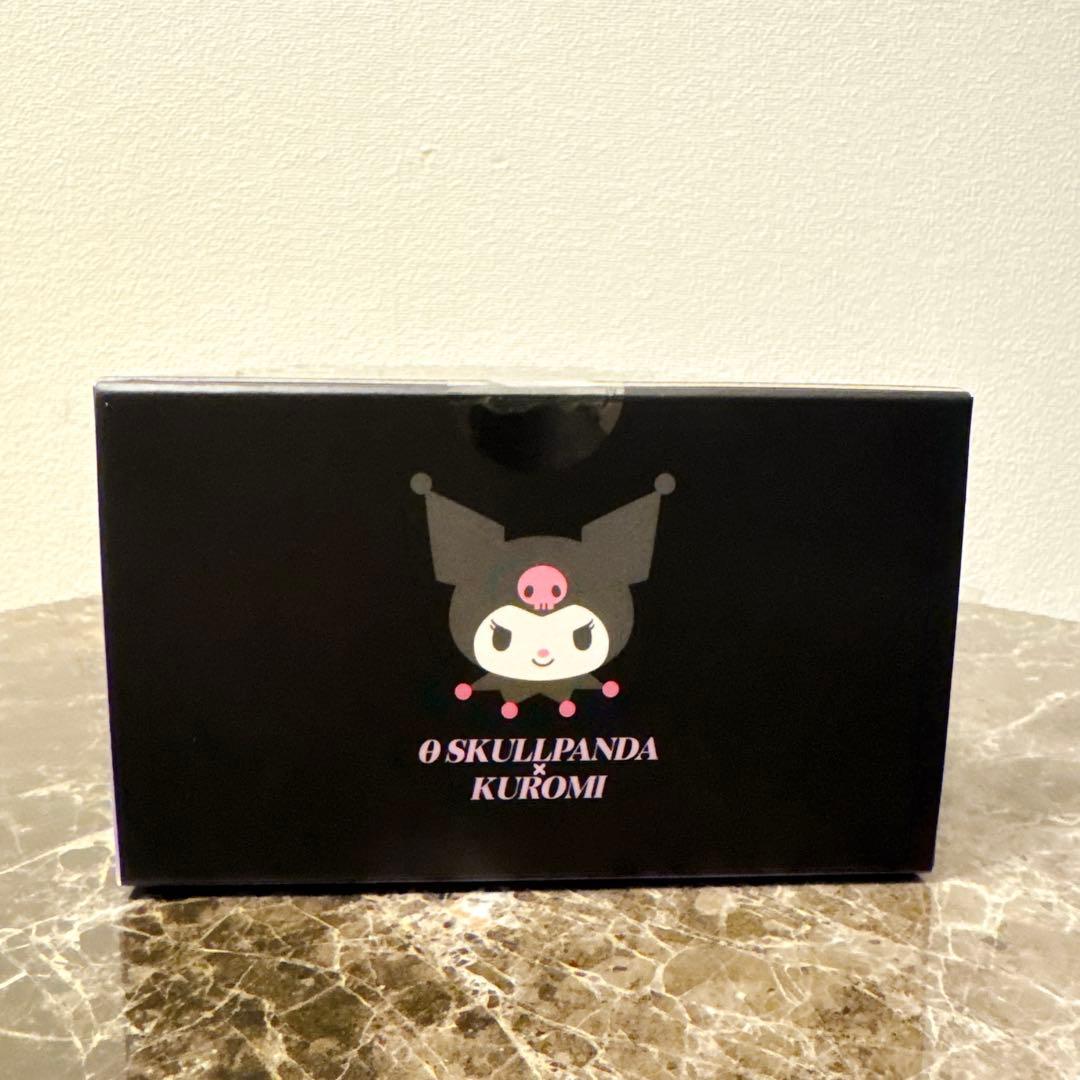 θ SKULLPANDA
×
KUROMI